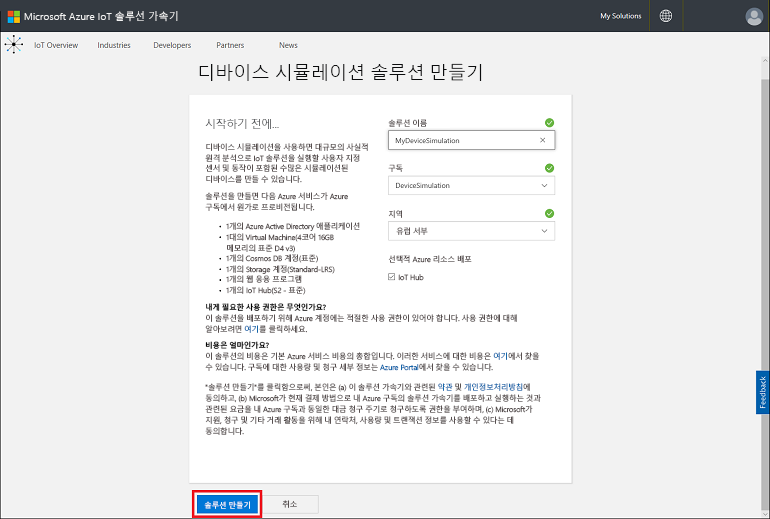 Microsoft Azure IoT 솔루션 가속기
My Solutions
IoT Overview
Industries
Developers
Partners
News
디바이스 시뮬레이션 솔루션 만들기
시작하기 전에...
디바이스 시뮬레이션을 사용하면 대규모의 사실적
원격 분석으로 IoT 솔루션을 실행할 사용자 지정
센서 및 동작이 포함된 수많은 시뮬레이션된
디바이스를 만들 수 있습니다.
솔루션을 만들면 다음 Azure 서비스가 Azure
구독에서 원가로 프로비전됩니다.
• 1개의 Azure Active Directory 애플리케이션
• 1대의 Virtual Machine(4코어 16GB
메모리의 표준 D4 v3)
• 1개의 Cosmos DB 계정(표준)
• 1개의 Storage 계정(Standard-LRS)
• 1개의 웹 응용 프로그램
• 1개의 IoT Hub(S2 - 표준)
솔루션 이름
MyDeviceSimulation
구독
DeviceSimulation
지역
유럽 서부
선택적 Azure 리소스 배포
IoT Hub
내게 필요한 사용 권한은 무엇인가요?
이 솔루션을 배포하기 위해 Azure 계정에는 적절한 사용 권한이 있어야 합니다. 사용 권한에 대해
알아보려면 여기를 클릭하세요.
비용은 얼마인가요?
이 솔루션의 비용은 기본 Azure 서비스 비용의 총합입니다. 이러한 서비스에 대한 비용은 여기에서 찾을
수 있습니다. 구독에 대한 사용량 및 청구 세부 정보는 Azure Portal에서 찾을 수 있습니다.
"솔루션 만들기"를 클릭함으로써, 본인은 (a) 이 솔루션 가속기와 관련된 약관 및 개인정보처리방침에
동의하고, (b) Microsoft가 현재 결제 방법으로 내 Azure 구독의 솔루션 가속기를 배포하고 실행하는 것과
관련된 요금을 내 Azure 구독과 동일한 대금 청구 주기로 청구하도록 권한을 부여하며, (c) Microsoft가
지원, 청구 및 기타 거래 활동을 위해 내 연락처, 사용량 및 트랜잭션 정보를 사용할 수 있다는 데
동의합니다.
Feedback
솔루션 만들기
취소